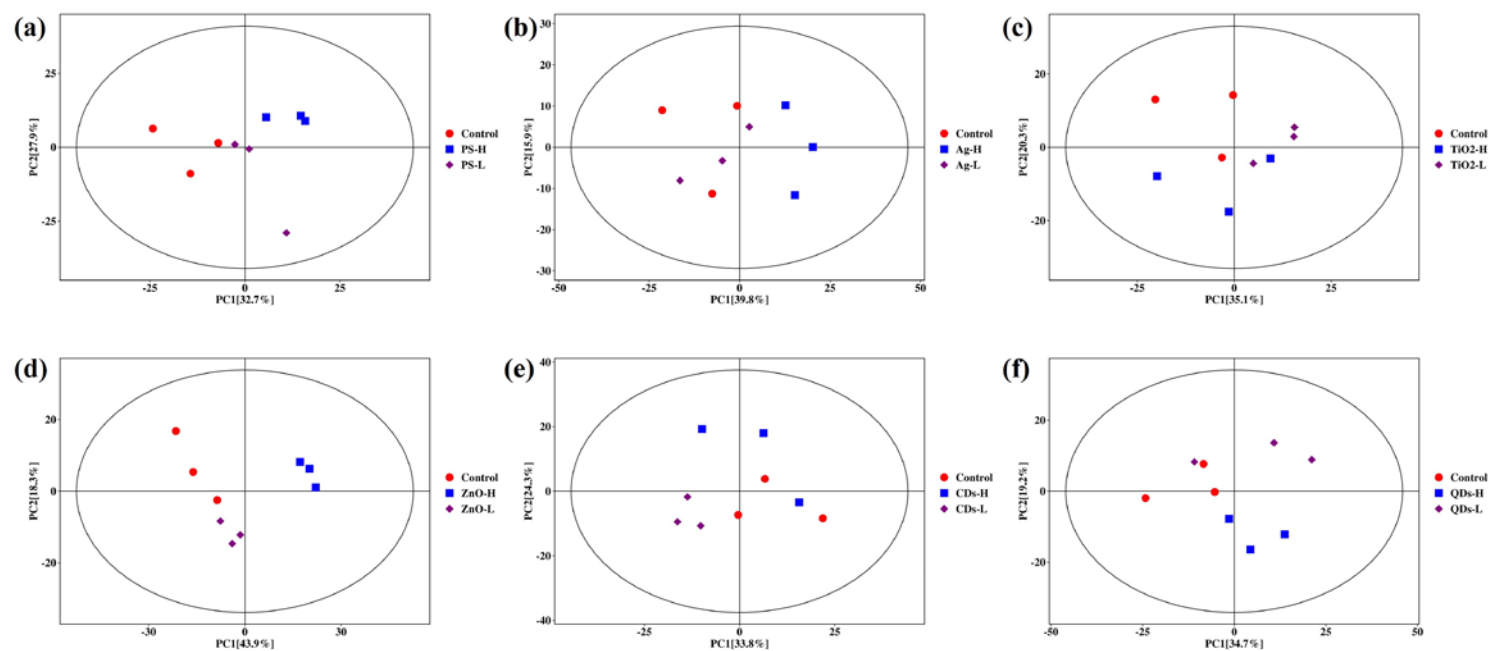 (a)
25
0
-25
PC2[27.9%]
-25
0
25
PC1[32.7%]
Control
PS-H
PS-L
(b)
30
20
10
0
-10
-20
-30
PC2[15.9%]
-50
-25
0
25
50
PC1[39.8%]
Control
Ag-H
Ag-L
(c)
20
0
-20
PC2[20.3%]
-25
0
25
PC1[35.1%]
Control
TiO2-H
TiO2-L
(d)
20
0
-20
PC2[18.3%]
-30
0
30
PC1[43.9%]
Control
ZnO-H
ZnO-L
(e)
40
20
0
-20
-40
PC2[24.3%]
-25
0
25
PC1[33.8%]
Control
CDs-H
CDs-L
(f)
20
0
-20
PC2[19.2%]
-50
-25
0
25
50
PC1[34.7%]
Control
QDs-H
QDs-L